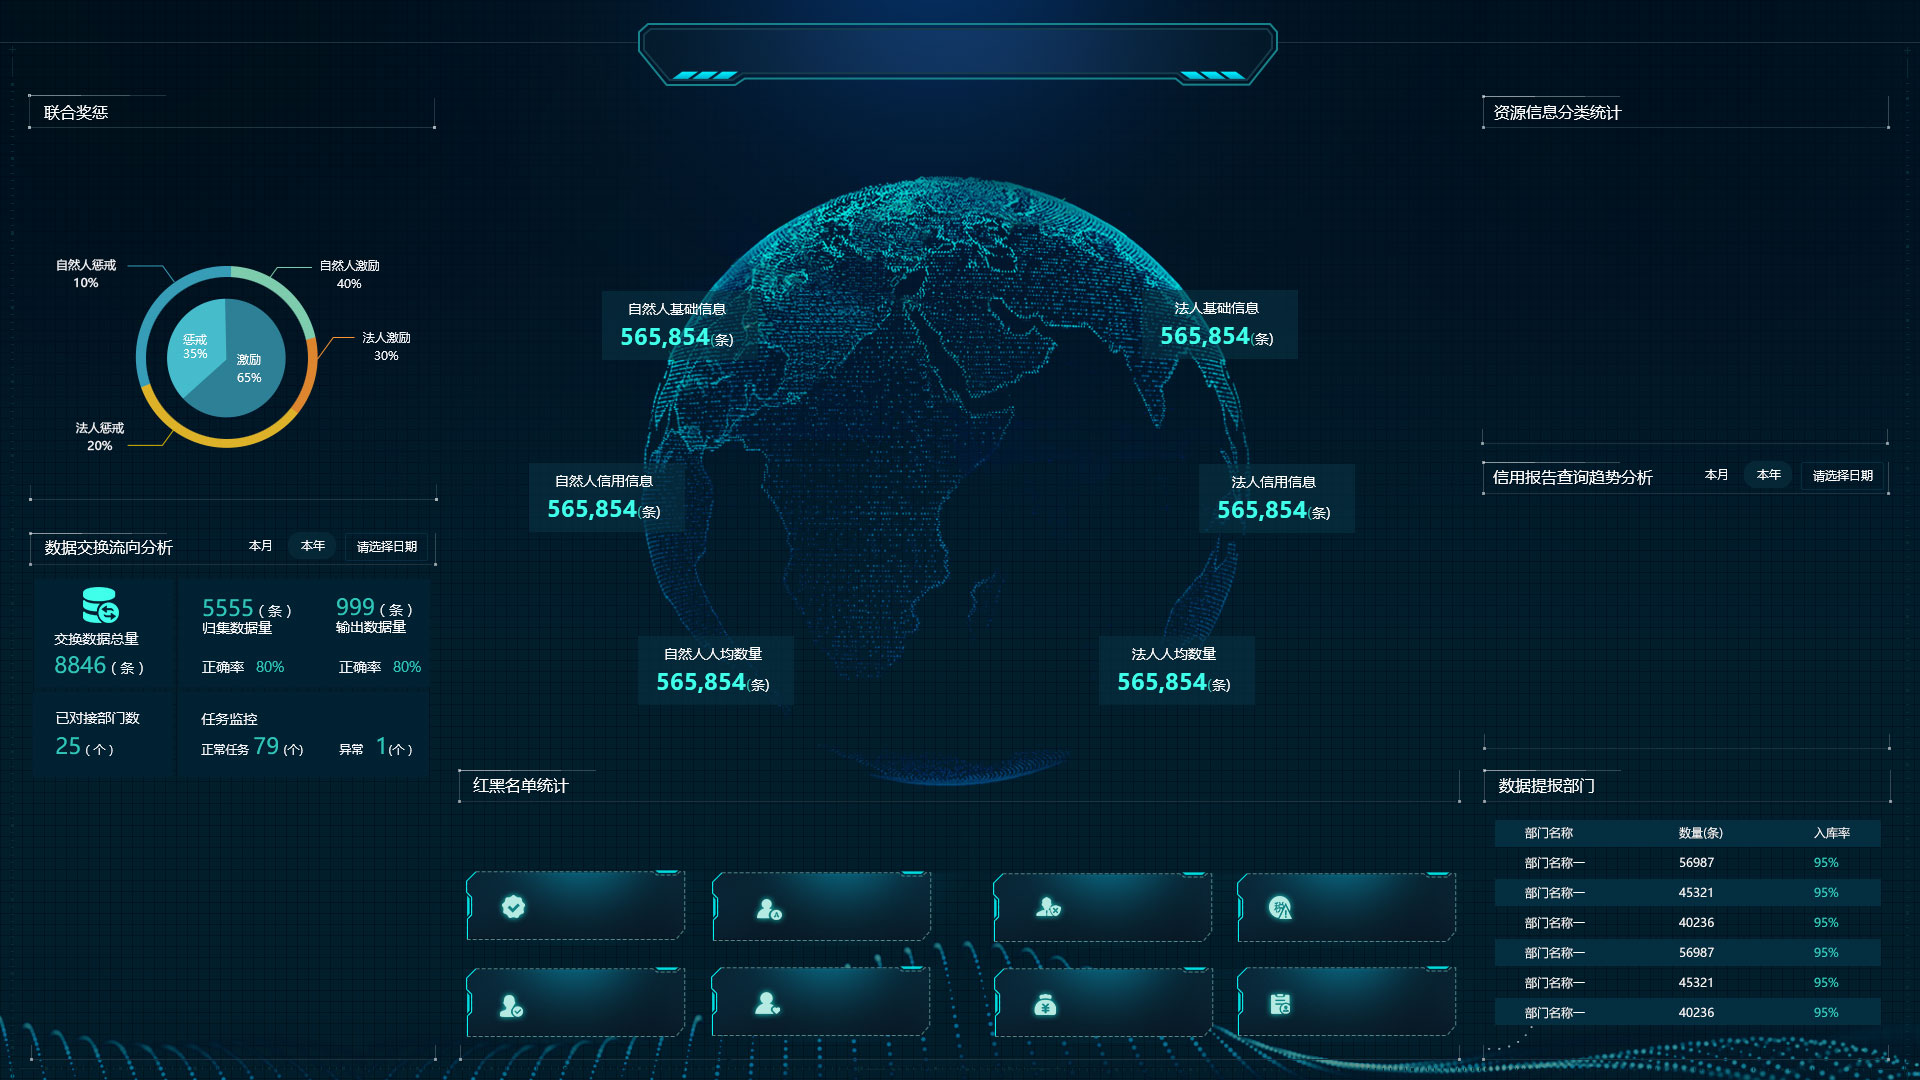 联合奖惩
自然人惩戒
10%
自然人激励
40%
法人激励
30%
惩戒
35%
激励
65%
法人惩戒
20%
数据交换流向分析 本月 本年 请选择日期
交换数据总量
8846 ( 条 )
5555 ( 条 )
归集数据量
正确率 80%
999 ( 条 )
输出数据量
正确率 80%
已对接部门数
25 ( 个 )
任务监控
正常任务 79 (个) 异常 1(个 )
自然人基础信息
565,854(条)
法人基础信息
565,854(条)
自然人信用信息
565,854(条)
法人信用信息
565,854(条)
自然人人均数量
565,854(条)
法人人均数量
565,854(条)
红黑名单统计
A
税
¥
资源信息分类统计
信用报告查询趋势分析 本月 本年 请选择日期
数据提报部门
部门名称 数量(条) 入库率
部门名称一 56987 95%
部门名称一 45321 95%
部门名称一 40236 95%
部门名称一 56987 95%
部门名称一 45321 95%
部门名称一 40236 95%